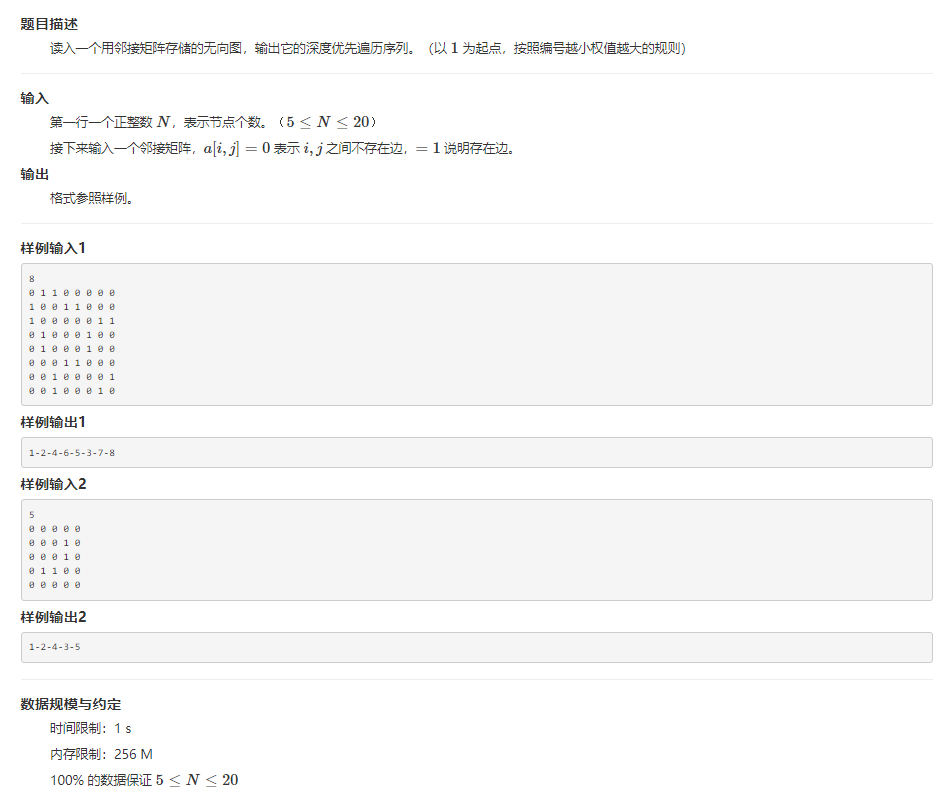 题目描述
读入一个用邻接矩阵存储的无向图，输出它的深度优先遍历序列。（以 1 为起点，按照编号越小权值越大的规则）
输入
第一行一个正整数 N，表示节点个数。（5 ≤ N ≤ 20）
接下来输入一个邻接矩阵，a[i, j] = 0 表示 i, j 之间不存在边，= 1 说明存在边。
输出
格式参照样例。
样例输入1
8
0 1 1 0 0 0 0 0
1 0 0 1 1 0 0 0
1 0 0 0 0 0 1 1
0 1 0 0 0 1 0 0
0 1 0 0 0 1 0 0
0 0 0 1 1 0 0 0
0 0 1 0 0 0 0 1
0 0 1 0 0 0 1 0
样例输出1
1-2-4-6-5-3-7-8
样例输入2
5
0 0 0 0 0
0 0 0 1 0
0 0 0 1 0
0 1 1 0 0
0 0 0 0 0
样例输出2
1-2-4-3-5
数据规模与约定
时间限制：1 s
内存限制：256 M
100% 的数据保证 5 ≤ N ≤ 20